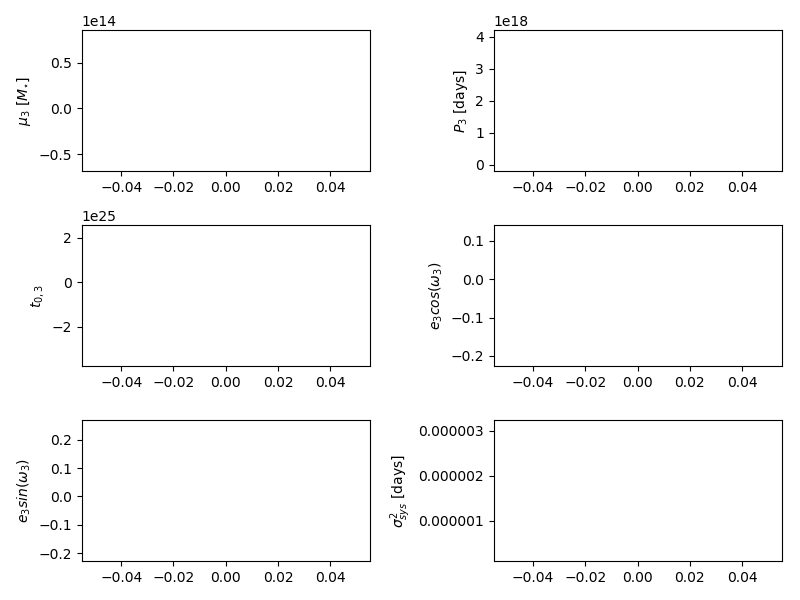 1e14
μ₃ [M⋆]
0.5
0.0
−0.5
−0.04 −0.02 0.00 0.02 0.04
1e18
P₃ [days]
4
3
2
1
0
−0.04 −0.02 0.00 0.02 0.04
1e25
t₀,₃
2
0
−2
−0.04 −0.02 0.00 0.02 0.04
e₃cos(ω₃)
0.1
0.0
−0.1
−0.2
−0.04 −0.02 0.00 0.02 0.04
e₃sin(ω₃)
0.2
0.1
0.0
−0.1
−0.2
−0.04 −0.02 0.00 0.02 0.04
σ²sys [days]
0.000003
0.000002
0.000001
−0.04 −0.02 0.00 0.02 0.04